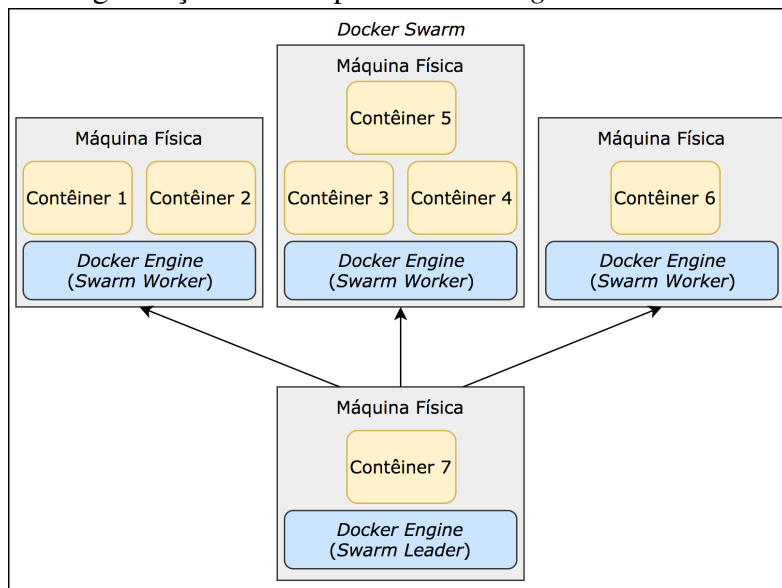 Docker Swarm
Máquina Física
Contêiner 5
Contêiner 3
Contêiner 4
Docker Engine
(Swarm Worker)
Máquina Física
Contêiner 1
Contêiner 2
Docker Engine
(Swarm Worker)
Máquina Física
Contêiner 6
Docker Engine
(Swarm Worker)
Máquina Física
Contêiner 7
Docker Engine
(Swarm Leader)